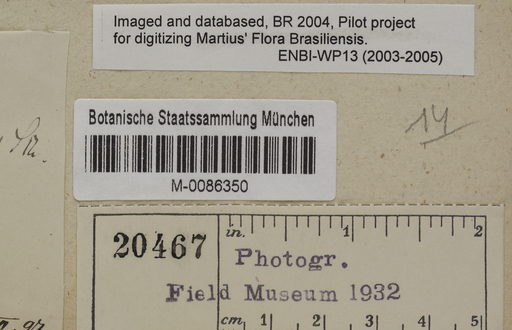 Imaged and databased, BR 2004, Pilot project
for digitizing Martius' Flora Brasiliensis.
ENBI-WP13 (2003-2005)
14
Botanische Staatssammlung München
M-0086350
20467
in. 1 2
Photogr.
Field Museum 1932
cm. 1 2 3 4 5